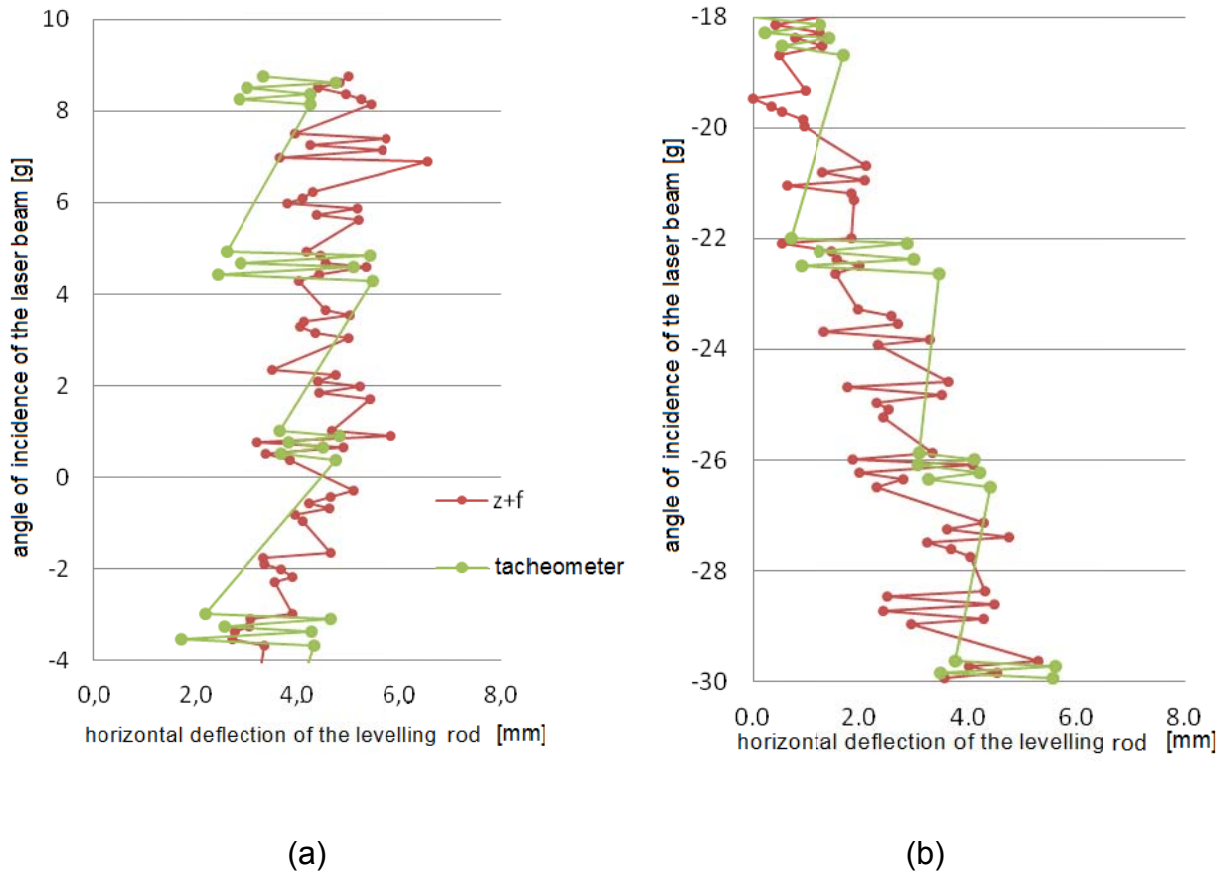 10
8
6
4
2
0
-2
-4
angle of incidence of the laser beam [g]
z+f
tacheometer
0,0 2,0 4,0 6,0 8,0
horizontal deflection of the levelling rod [mm]
(a)
-18
-20
-22
-24
-26
-28
-30
angle of incidence of the laser beam [g]
0.0 2.0 4.0 6.0 8.0
horizontal deflection of the levelling rod [mm]
(b)